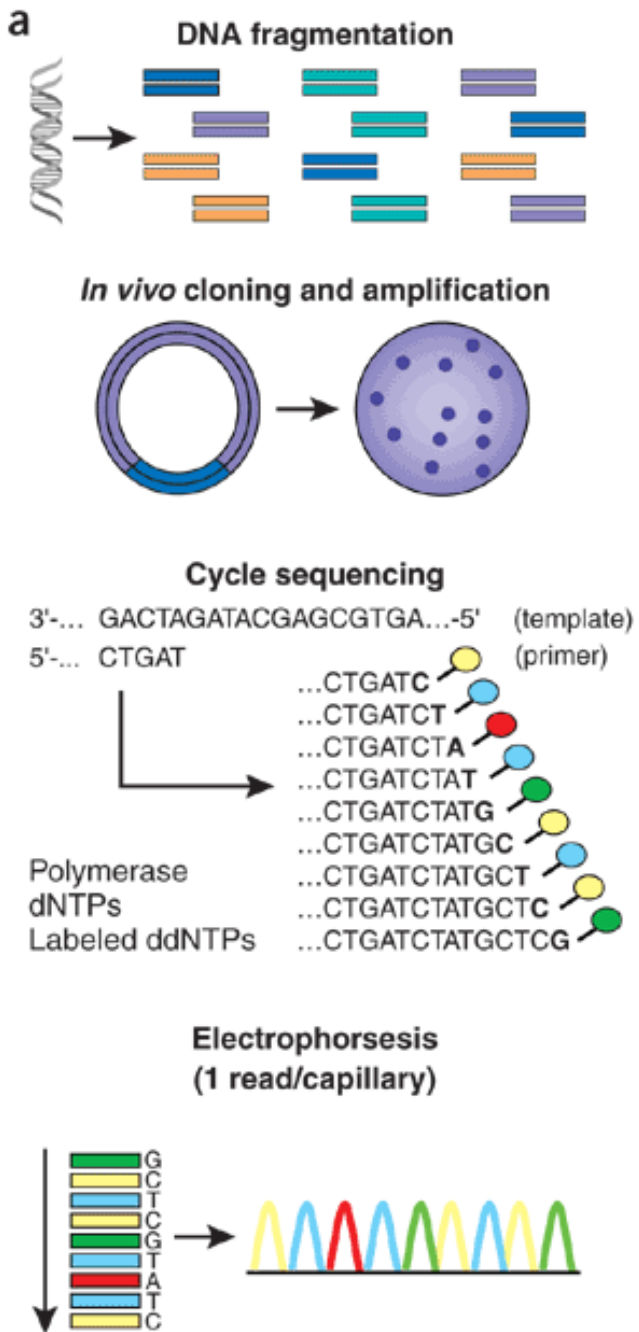 a
DNA fragmentation
In vivo cloning and amplification
Cycle sequencing
3'-... GACTAGATACGAGCGTGA...-5' (template)
5'-... CTGAT (primer)
...CTGATC
...CTGATCT
...CTGATCTA
...CTGATCTAT
...CTGATCTATG
...CTGATCTATGC
...CTGATCTATGCT
...CTGATCTATGCTC
...CTGATCTATGCTCG
Polymerase
dNTPs
Labeled ddNTPs
Electrophorsesis
(1 read/capillary)
G
C
T
C
G
T
A
T
C